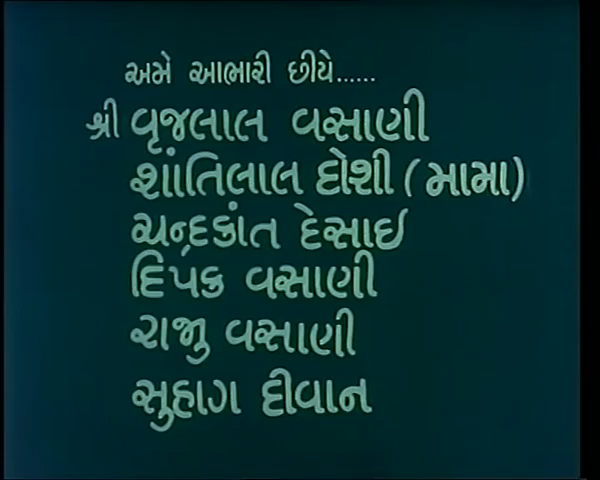 અમે આભારી છીયે......
શ્રી વૃજલાલ વસાણી
શાંતિલાલ દોશી (મામા)
ચન્દ્રકાંત દેસાઇ
દિપક વસાણી
રાજુ વસાણી
સુહાગ દીવાન